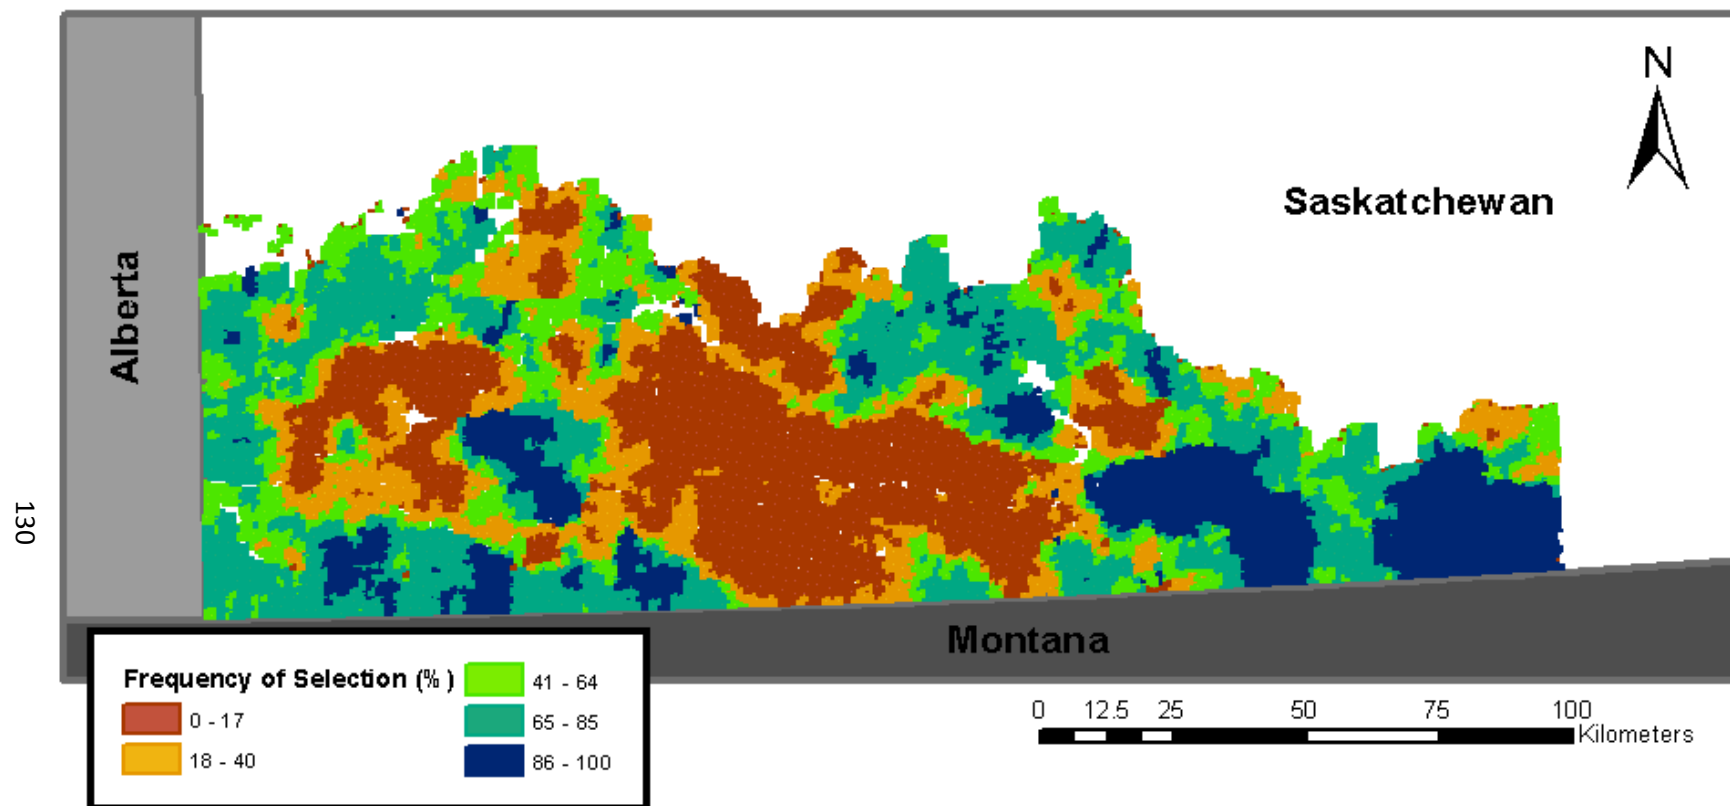 N
Saskatchewan
Alberta
130
Montana
Frequency of Selection (%)
0 - 17
18 - 40
41 - 64
65 - 85
86 - 100
0 12.5 25 50 75 100
Kilometers